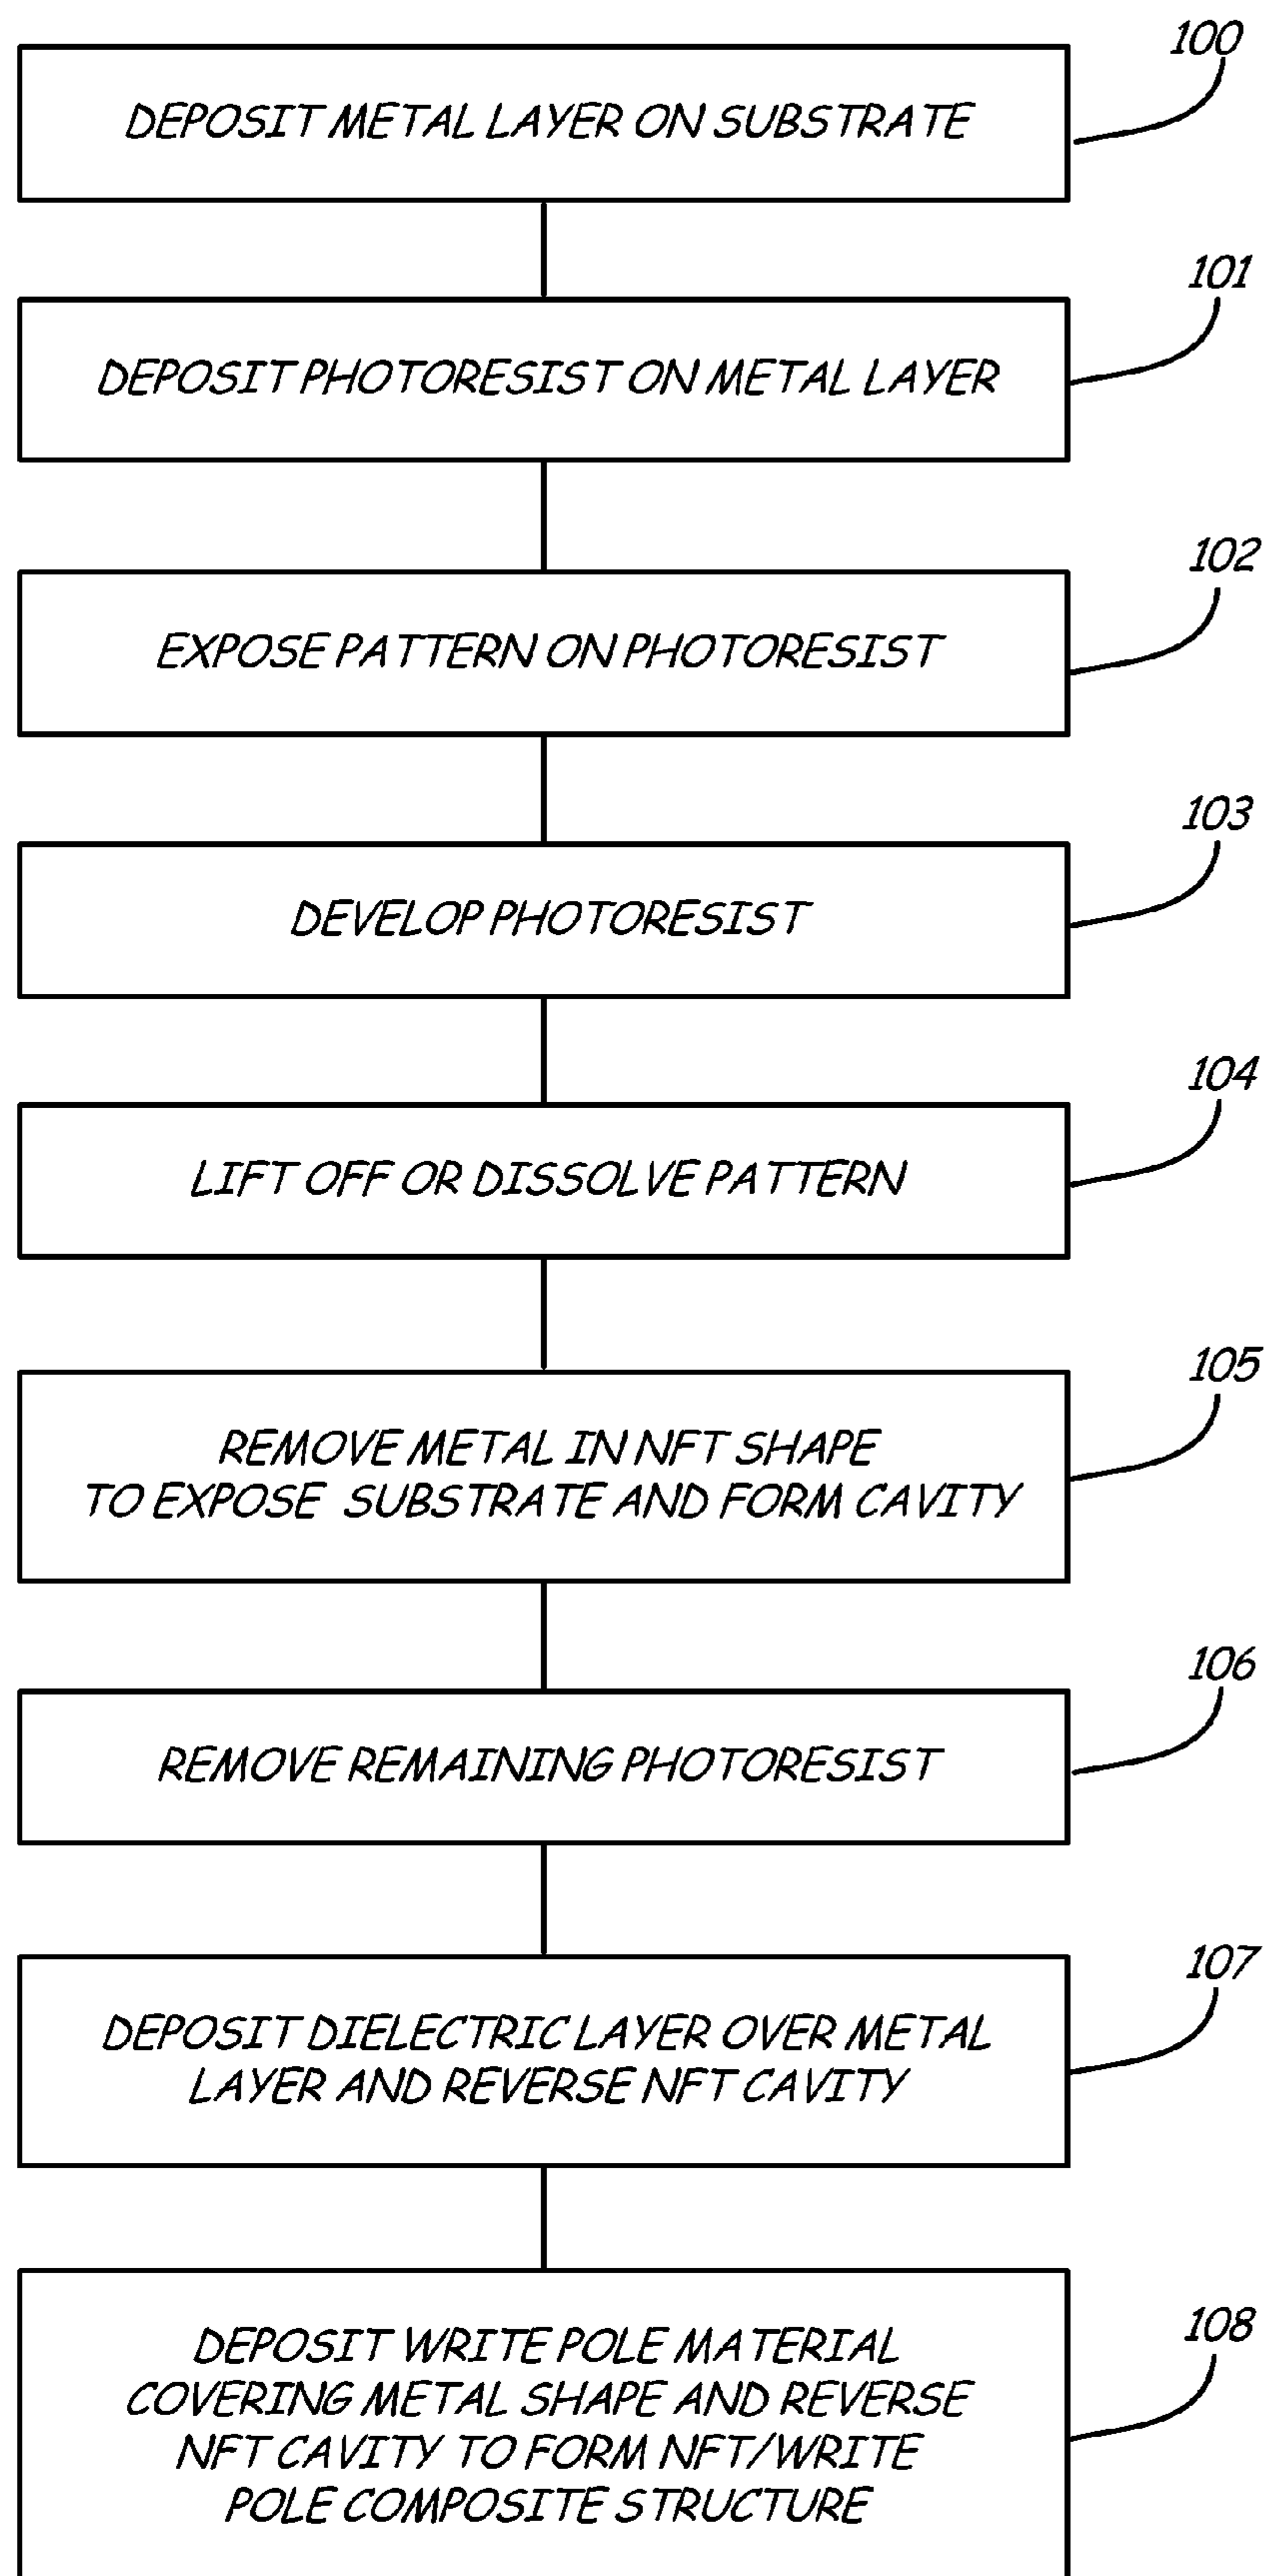 100
DEPOSIT METAL LAYER ON SUBSTRATE
101
DEPOSIT PHOTORESIST ON METAL LAYER
102
EXPOSE PATTERN ON PHOTORESIST
103
DEVELOP PHOTORESIST
104
LIFT OFF OR DISSOLVE PATTERN
105
REMOVE METAL IN NFT SHAPE
TO EXPOSE SUBSTRATE AND FORM CAVITY
106
REMOVE REMAINING PHOTORESIST
107
DEPOSIT DIELECTRIC LAYER OVER METAL
LAYER AND REVERSE NFT CAVITY
108
DEPOSIT WRITE POLE MATERIAL
COVERING METAL SHAPE AND REVERSE
NFT CAVITY TO FORM NFT/WRITE
POLE COMPOSITE STRUCTURE